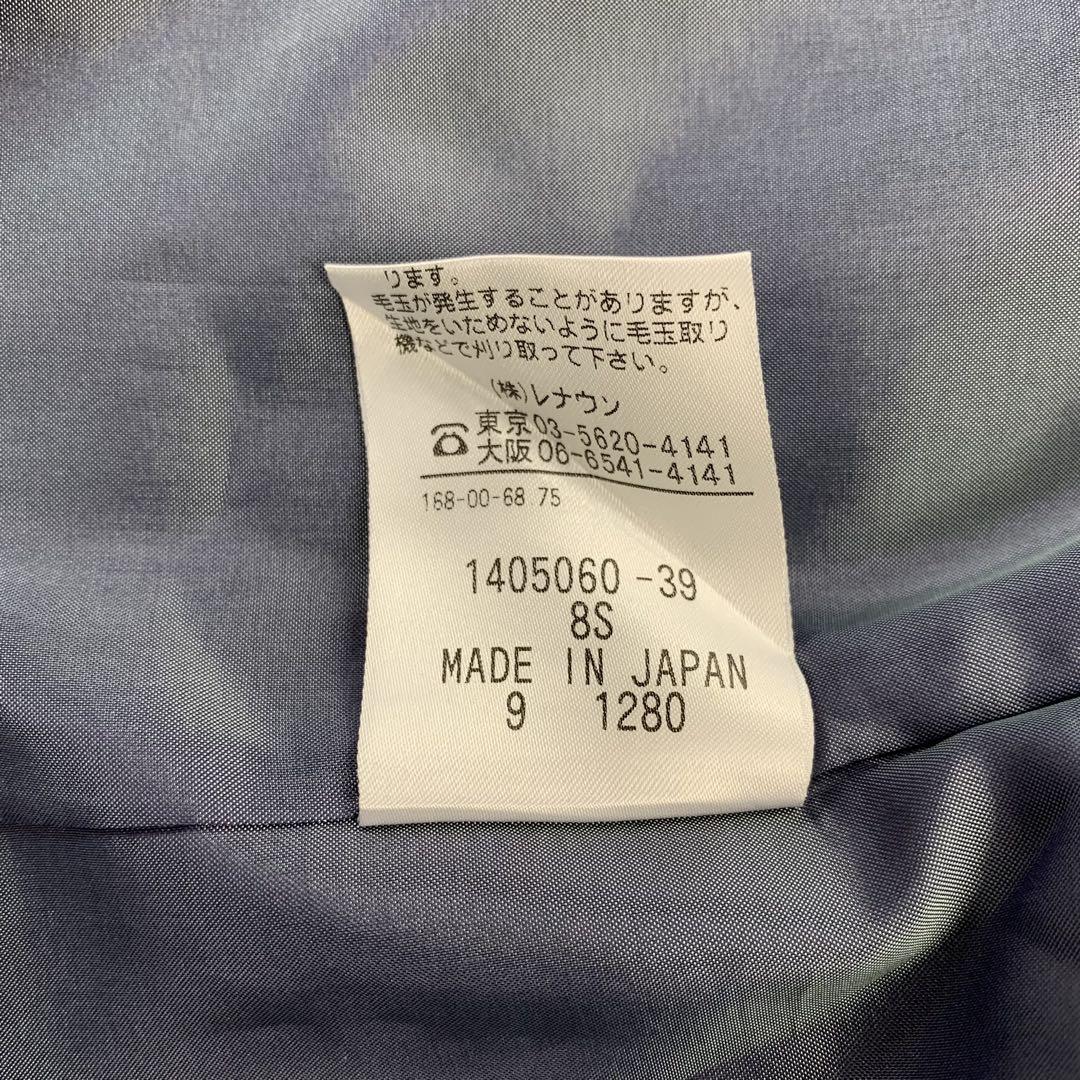 ります。
毛玉が発生することがありますが、
生地をいためないように毛玉取り
機などで刈り取って下さい。
(株)レナウン
東京03-5620-4141
大阪06-6541-4141
168-00-68.75
1405060-39
8S
MADE IN JAPAN
9 1280